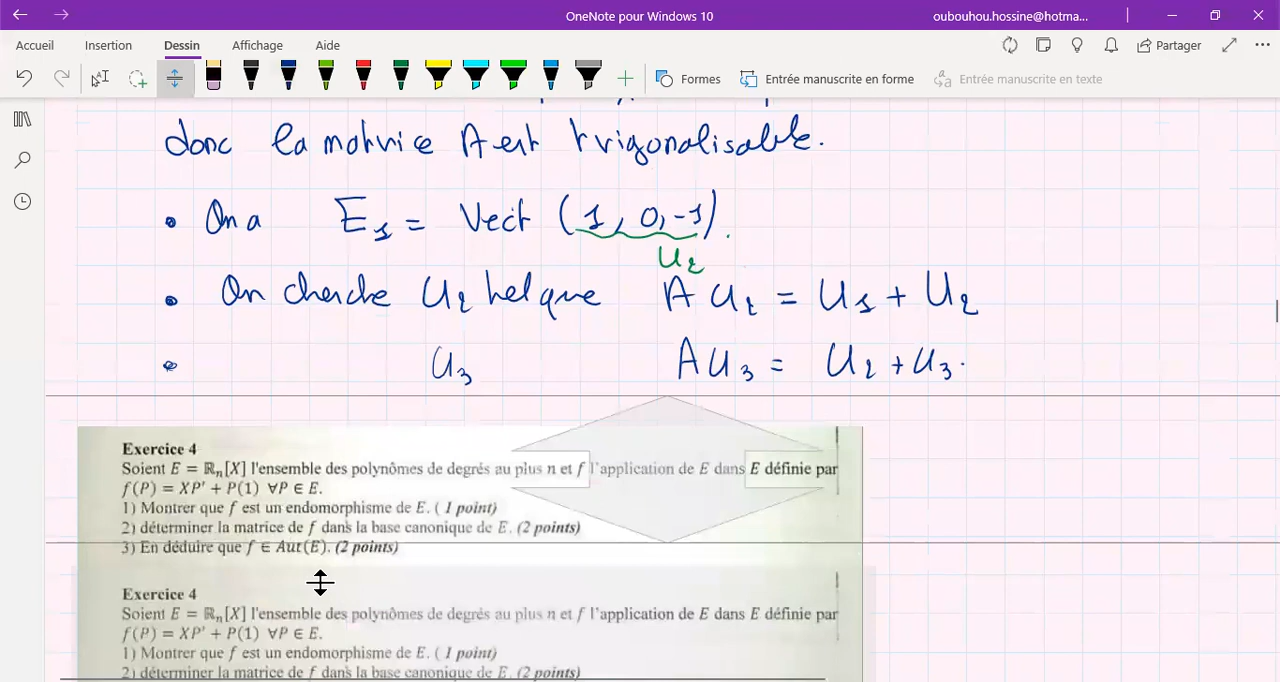 OneNote pour Windows 10
oubouhou.hossine@hotma...
Accueil Insertion Dessin Affichage Aide
Partager
Formes Entrée manuscrite en forme Entrée manuscrite en texte
donc la matrice A est trigonalisable.
• On a E₁ = Vect (1, 0, -1).
u₂
• On cherche U₂ tel que A U₂ = U₁ + U₂
• U₃ A U₃ = U₂ + U₃.
Exercice 4
Soient E = ℝₙ[X] l'ensemble des polynômes de degrés au plus n et f l'application de E dans E définie par
f(P) = XP' + P(1) ∀P ∈ E.
1) Montrer que f est un endomorphisme de E. ( 1 point)
2) déterminer la matrice de f dans la base canonique de E. (2 points)
3) En déduire que f ∈ Aut(E). (2 points)
Exercice 4
Soient E = ℝₙ[X] l'ensemble des polynômes de degrés au plus n et f l'application de E dans E définie par
f(P) = XP' + P(1) ∀P ∈ E.
1) Montrer que f est un endomorphisme de E. ( 1 point)
2) déterminer la matrice de f dans la base canonique de E. (2 points)